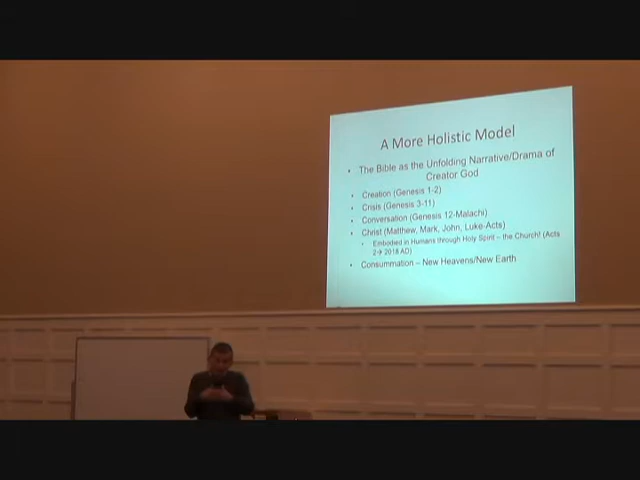 A More Holistic Model
• The Bible as the Unfolding Narrative/Drama of
Creator God
• Creation (Genesis 1-2)
• Crisis (Genesis 3-11)
• Conversation (Genesis 12-Malachi)
• Christ (Matthew, Mark, John, Luke-Acts)
• Embodied in Humans through Holy Spirit – the Church! (Acts
2→ 2018 AD)
• Consummation – New Heavens/New Earth